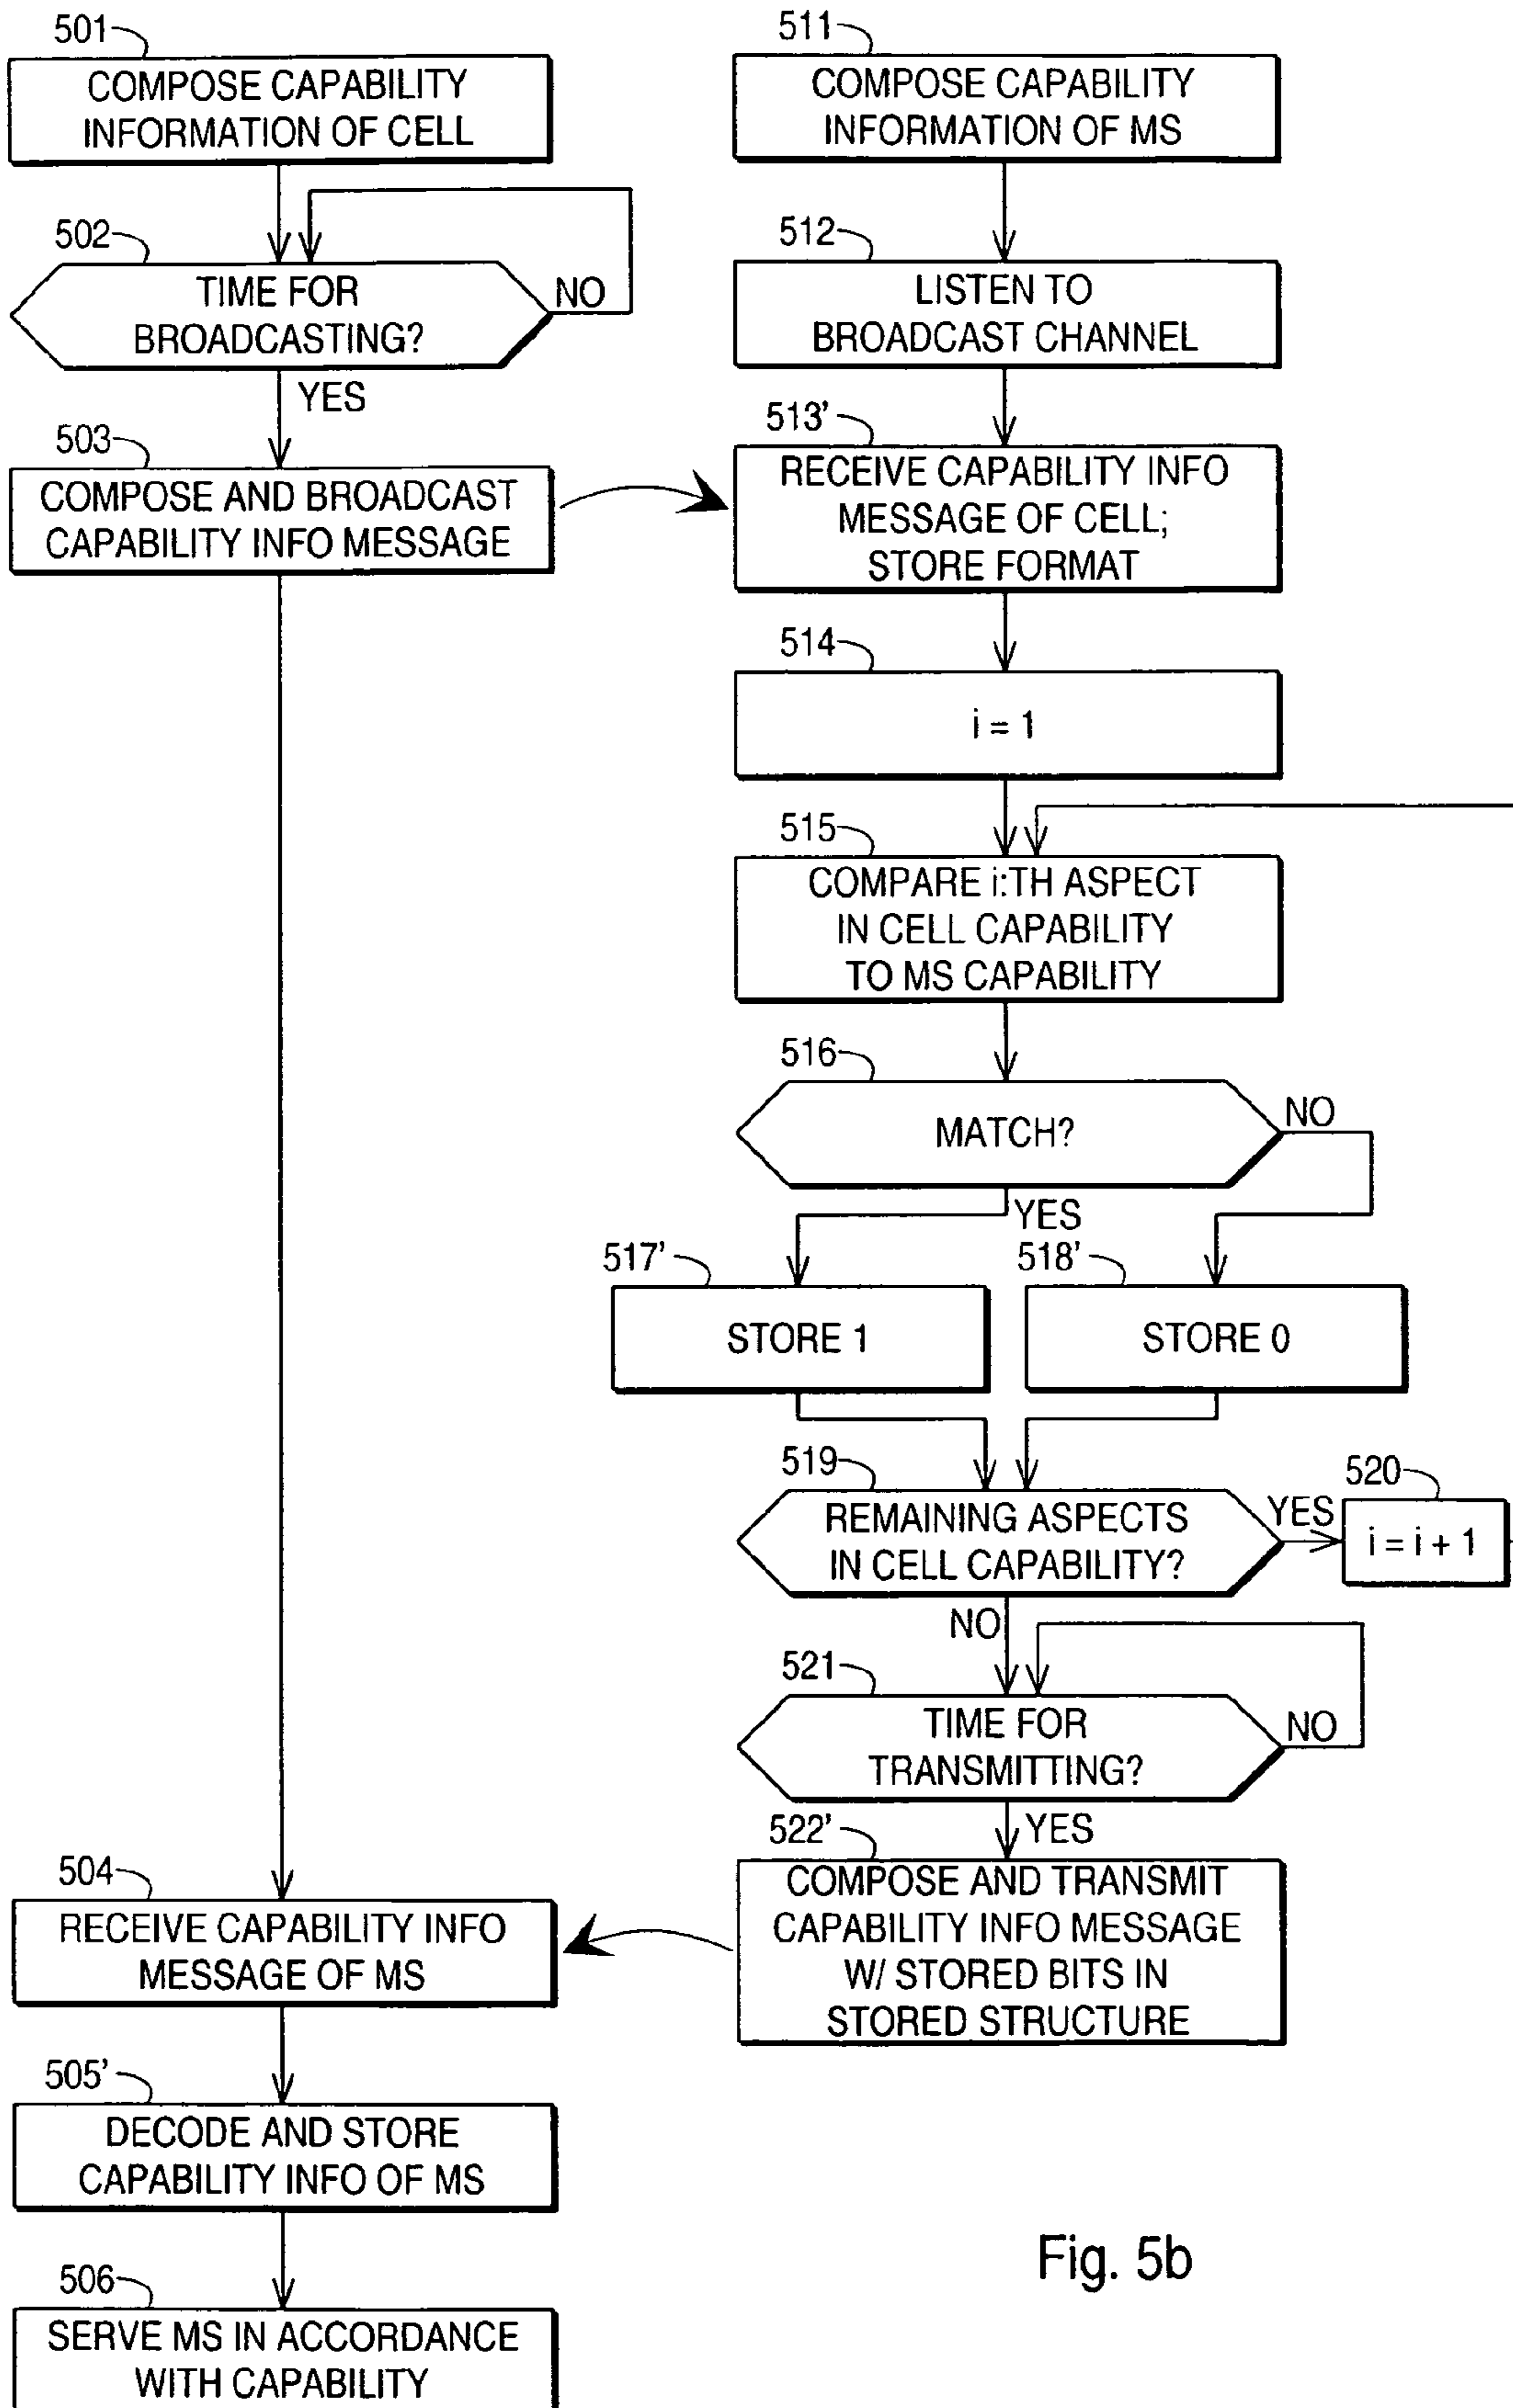 501
COMPOSE CAPABILITY
INFORMATION OF CELL
502
TIME FOR
BROADCASTING?
NO
YES
503
COMPOSE AND BROADCAST
CAPABILITY INFO MESSAGE
504
RECEIVE CAPABILITY INFO
MESSAGE OF MS
505'
DECODE AND STORE
CAPABILITY INFO OF MS
506
SERVE MS IN ACCORDANCE
WITH CAPABILITY
511
COMPOSE CAPABILITY
INFORMATION OF MS
512
LISTEN TO
BROADCAST CHANNEL
513'
RECEIVE CAPABILITY INFO
MESSAGE OF CELL;
STORE FORMAT
514
i = 1
515
COMPARE i:TH ASPECT
IN CELL CAPABILITY
TO MS CAPABILITY
516
MATCH?
NO
YES
517'
STORE 1
518'
STORE 0
519
REMAINING ASPECTS
IN CELL CAPABILITY?
YES
520
i = i + 1
NO
521
TIME FOR
TRANSMITTING?
NO
YES
522'
COMPOSE AND TRANSMIT
CAPABILITY INFO MESSAGE
W/ STORED BITS IN
STORED STRUCTURE
Fig. 5b